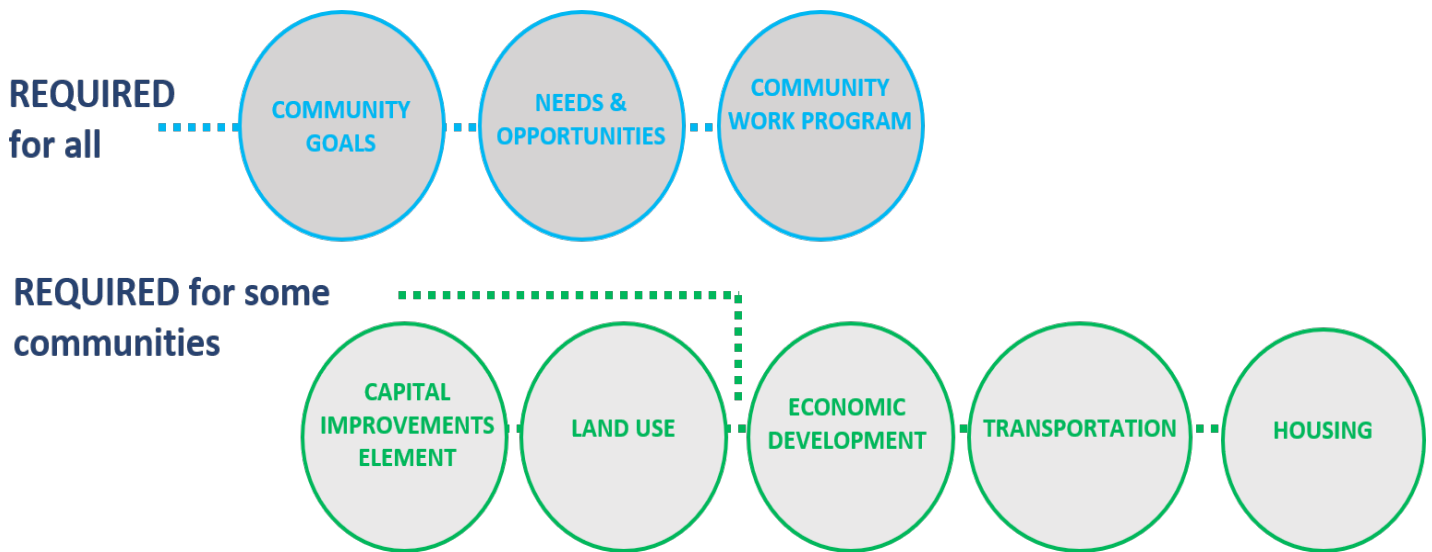 REQUIRED
for all
COMMUNITY
GOALS
NEEDS &
OPPORTUNITIES
COMMUNITY
WORK PROGRAM
REQUIRED for some
communities
CAPITAL
IMPROVEMENTS
ELEMENT
LAND USE
ECONOMIC
DEVELOPMENT
TRANSPORTATION
HOUSING